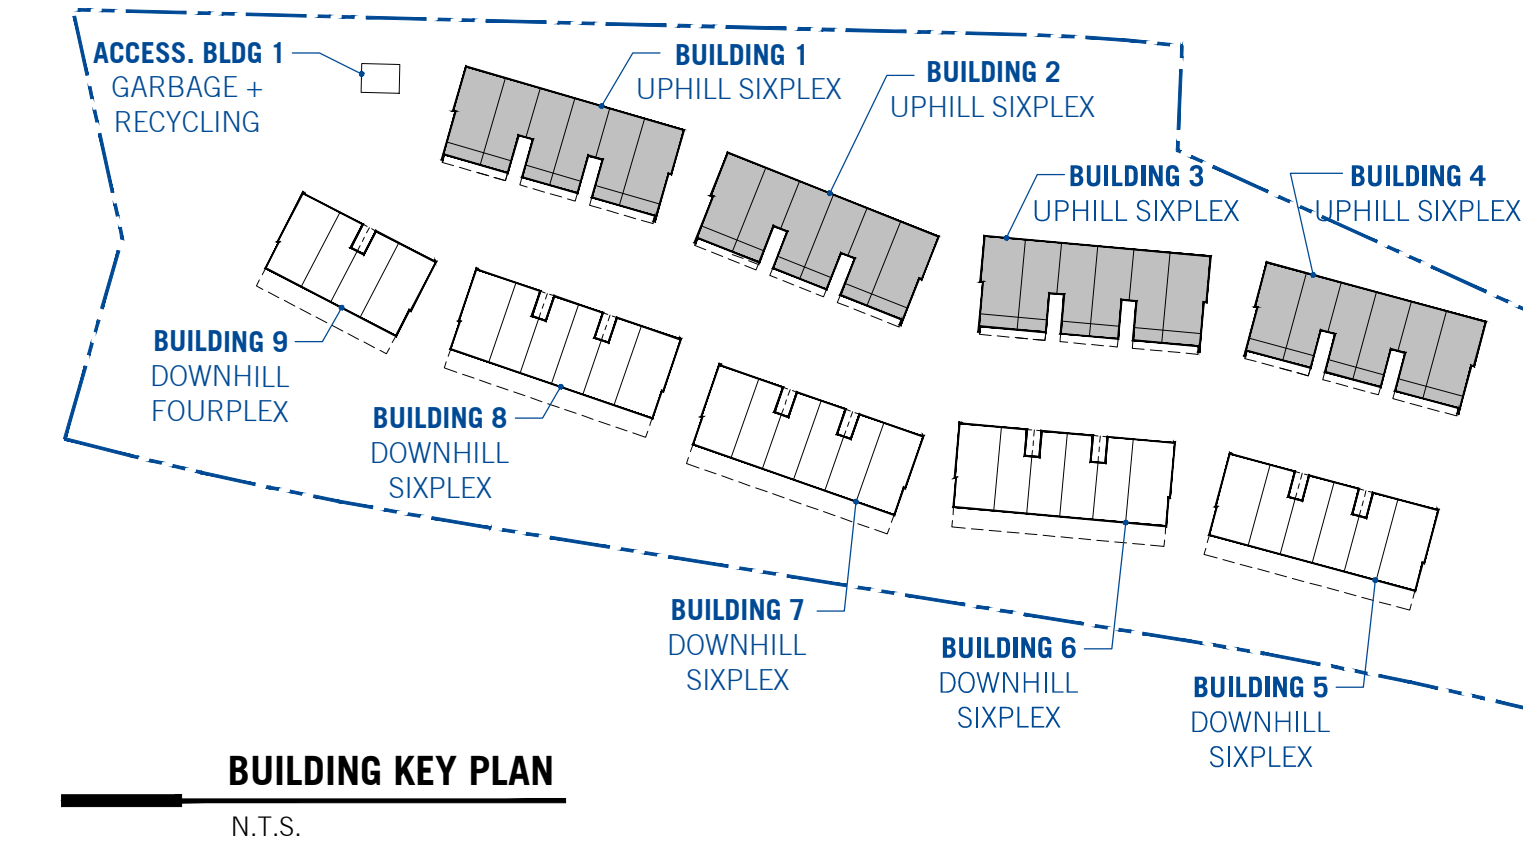 ACCESS. BLDG 1
GARBAGE +
RECYCLING
BUILDING 1
UPHILL SIXPLEX
BUILDING 2
UPHILL SIXPLEX
BUILDING 3
UPHILL SIXPLEX
BUILDING 4
UPHILL SIXPLEX
BUILDING 9
DOWNHILL
FOURPLEX
BUILDING 8
DOWNHILL
SIXPLEX
BUILDING 7
DOWNHILL
SIXPLEX
BUILDING 6
DOWNHILL
SIXPLEX
BUILDING 5
DOWNHILL
SIXPLEX
BUILDING KEY PLAN
N.T.S.